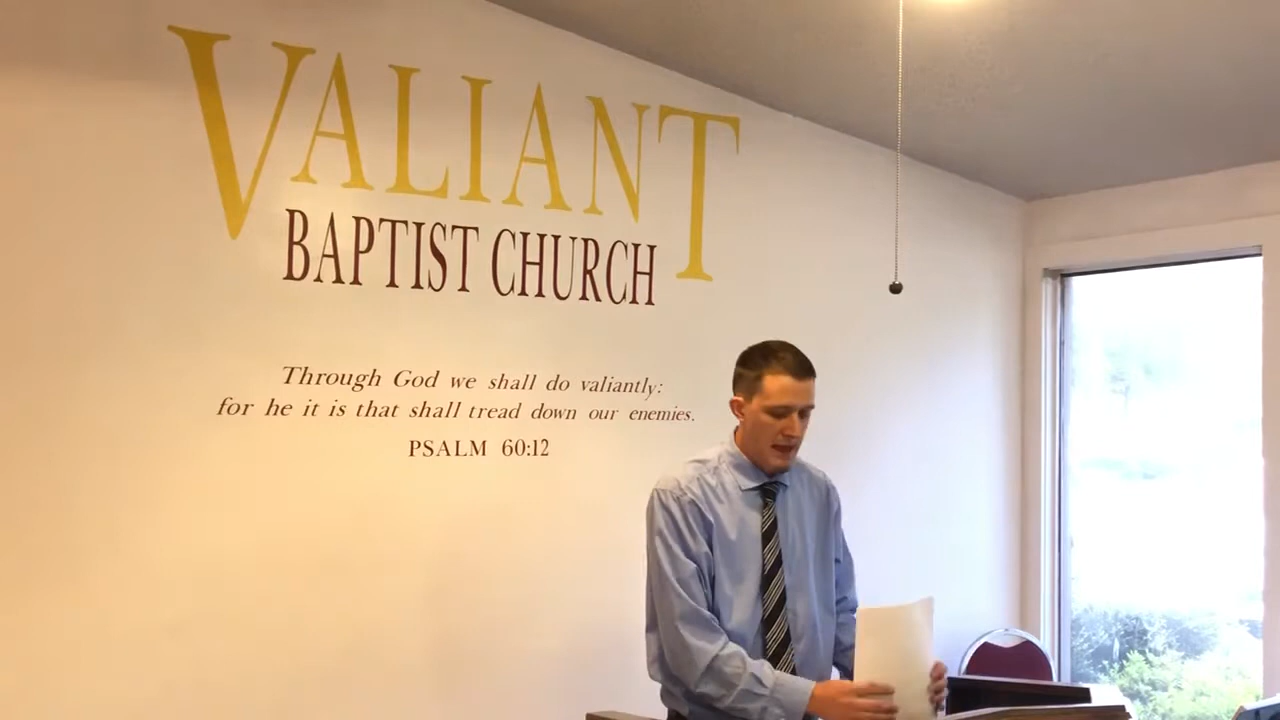 VALIANT
BAPTIST CHURCH
Through God we shall do valiantly:
for he it is that shall tread down our enemies.
PSALM 60:12